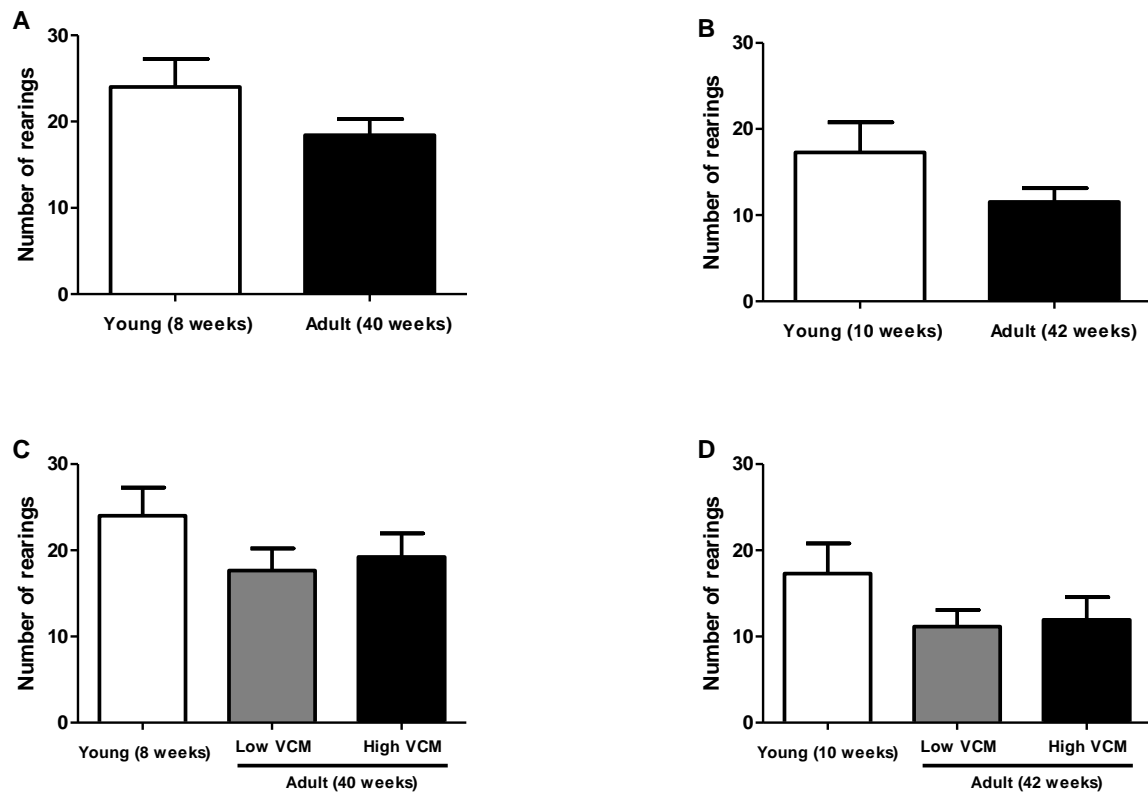 A
Number of rearings
30
20
10
0
Young (8 weeks)
Adult (40 weeks)
B
Number of rearings
30
20
10
0
Young (10 weeks)
Adult (42 weeks)
C
Number of rearings
30
20
10
0
Young (8 weeks)
Low VCM
High VCM
Adult (40 weeks)
D
Number of rearings
30
20
10
0
Young (10 weeks)
Low VCM
High VCM
Adult (42 weeks)